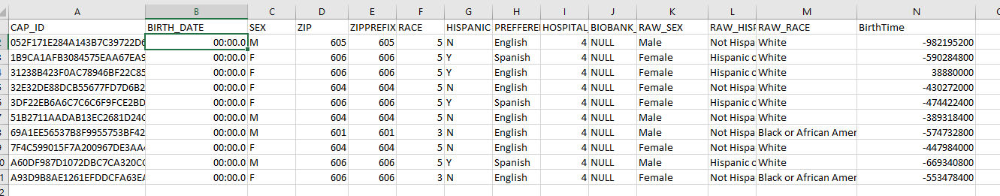 A B C D E F G H I J K L M N
CAP_ID BIRTH_DATE SEX ZIP ZIPPREFIX RACE HISPANIC PREFFEREI HOSPITAL_ BIOBANK_ RAW_SEX RAW_HISP RAW_RACE BirthTime
052F171E284A143B7C39722D6 00:00.0 M 605 605 5 N English 4 NULL Male Not Hispa White -982195200
1B9CA1AFB3084575EAA67EA9 00:00.0 F 606 606 5 Y Spanish 4 NULL Female Hispanic o White -590284800
31238B423F0AC78946BF22C85 00:00.0 F 606 606 5 Y English 4 NULL Female Hispanic o White 38880000
32E32DE88DCB55677FD7D6B2 00:00.0 F 604 604 5 N English 4 NULL Female Not Hispa White -430272000
3DF22EB6A6C7C6C6F9FCE2BD 00:00.0 F 606 606 5 Y Spanish 4 NULL Female Hispanic o White -474422400
51B2711AADAB13EC2681D24C 00:00.0 M 604 604 5 N English 4 NULL Male Not Hispa White -389318400
69A1EE56537B8F9955753BF42 00:00.0 M 601 601 3 N English 4 NULL Male Not Hispa Black or African Amer -574732800
7F4C599015F7A200967DE3AA4 00:00.0 F 604 604 5 N English 4 NULL Female Not Hispa White -447984000
A60DF987D1072DBC7CA320CC 00:00.0 M 606 606 5 Y Spanish 4 NULL Male Hispanic o White -669340800
A93D9B8AE1261EFDDCFA63EA 00:00.0 F 606 606 3 N English 4 NULL Female Not Hispa Black or African Amer -553478400